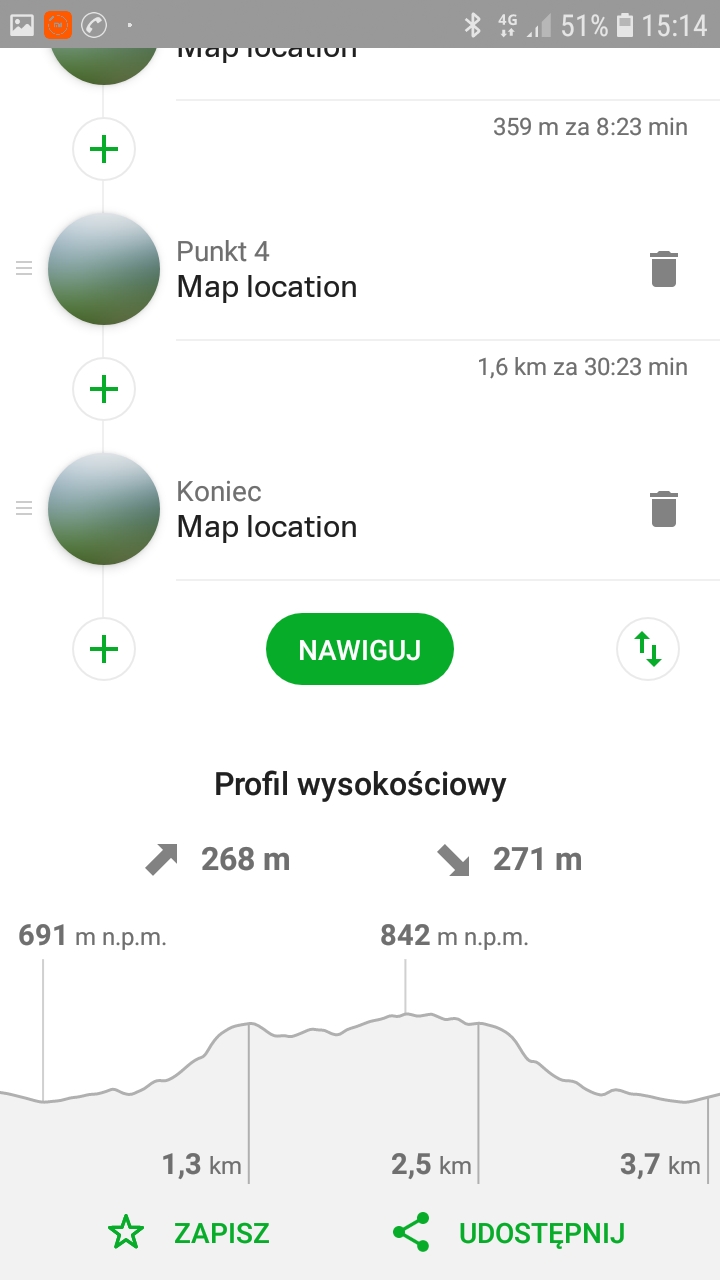 4G 51% 15:14
Map location
359 m za 8:23 min
Punkt 4
Map location
1,6 km za 30:23 min
Koniec
Map location
NAWIGUJ
Profil wysokościowy
268 m 271 m
691 m n.p.m. 842 m n.p.m.
1,3 km 2,5 km 3,7 km
ZAPISZ UDOSTĘPNIJ